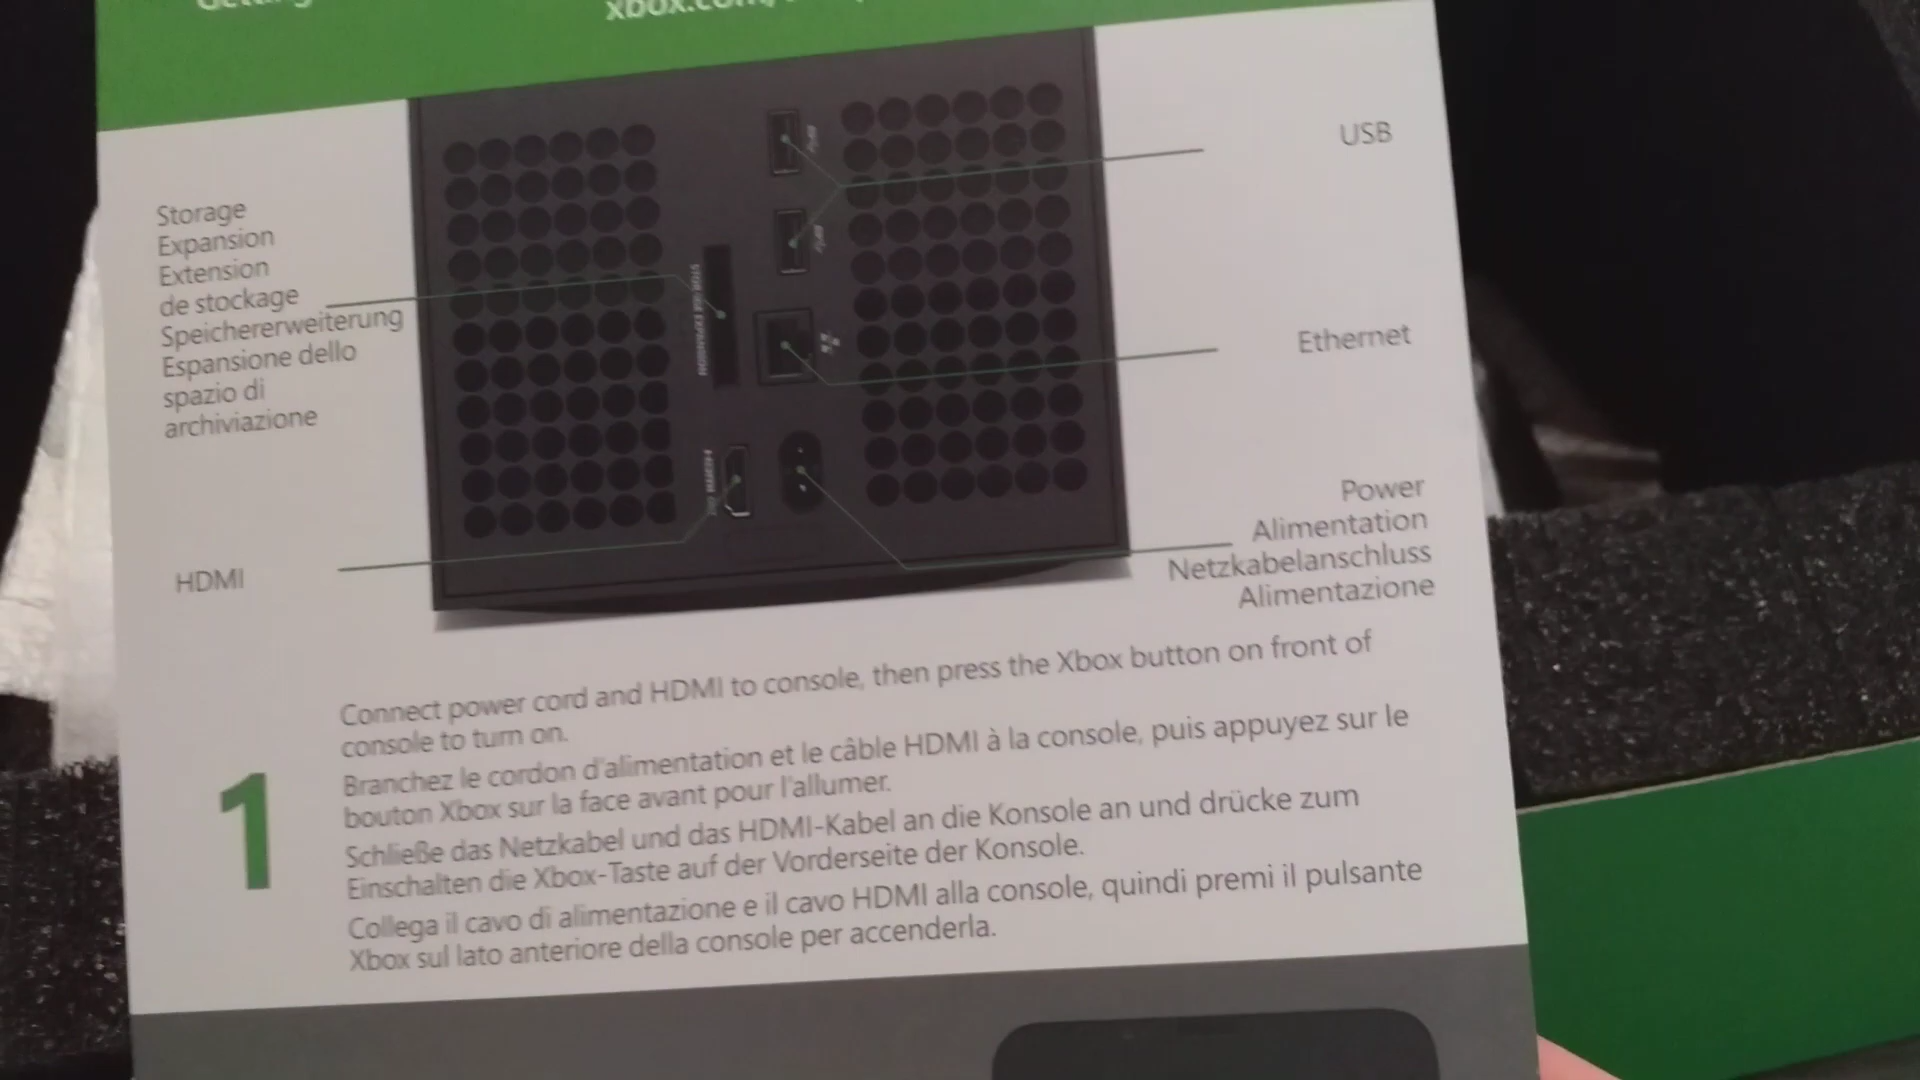 xbox.com/
USB
Storage
Expansion
Extension
de stockage
Speichererweiterung
Espansione dello
spazio di
archiviazione
STORAGE EXPANSION
Ethernet
HDMI
Power
Alimentation
Netzkabelanschluss
Alimentazione
1
Connect power cord and HDMI to console, then press the Xbox button on front of
console to turn on.
Branchez le cordon d'alimentation et le câble HDMI à la console, puis appuyez sur le
bouton Xbox sur la face avant pour l'allumer.
Schließe das Netzkabel und das HDMI-Kabel an die Konsole an und drücke zum
Einschalten die Xbox-Taste auf der Vorderseite der Konsole.
Collega il cavo di alimentazione e il cavo HDMI alla console, quindi premi il pulsante
Xbox sul lato anteriore della console per accenderla.